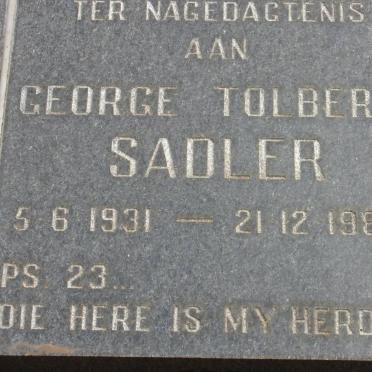 TER NAGEDAGTENIS
AAN
GEORGE TOLBER
SADLER
5 6 1931 — 21 12 198
PS. 23...
DIE HERE IS MY HERD